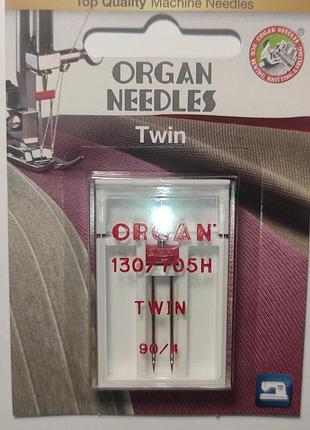 Top Quality Machine Needles
ORGAN
NEEDLES
Twin
ORGAN
130/705H
TWIN
90/4